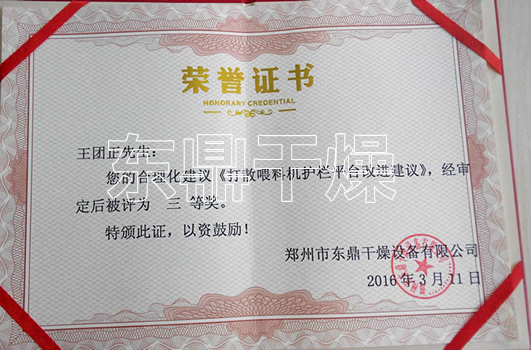 荣誉证书
HONORARY CREDENTIAL
王团正先生：
您的合理化建议《打散喂料机护栏平台改进建议》，经审
定后被评为 三 等奖。
特颁此证，以资鼓励！
郑州市东鼎干燥设备有限公司
2016年3月11日
东鼎干燥